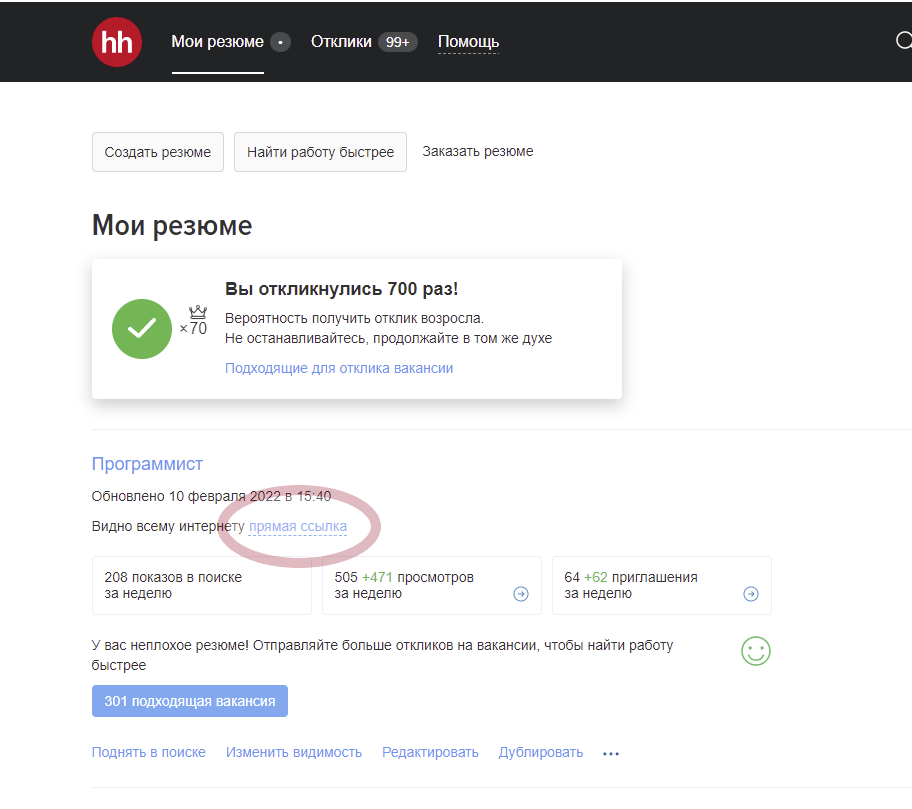 hh Мои резюме • Отклики 99+ Помощь
Создать резюме Найти работу быстрее Заказать резюме
Мои резюме
Вы откликнулись 700 раз!
×70
Вероятность получить отклик возросла.
Не останавливайтесь, продолжайте в том же духе
Подходящие для отклика вакансии
Программист
Обновлено 10 февраля 2022 в 15:40
Видно всему интернету прямая ссылка
208 показов в поиске
за неделю
505 +471 просмотров
за неделю
64 +62 приглашения
за неделю
У вас неплохое резюме! Отправляйте больше откликов на вакансии, чтобы найти работу
быстрее
301 подходящая вакансия
Поднять в поиске Изменить видимость Редактировать Дублировать •••